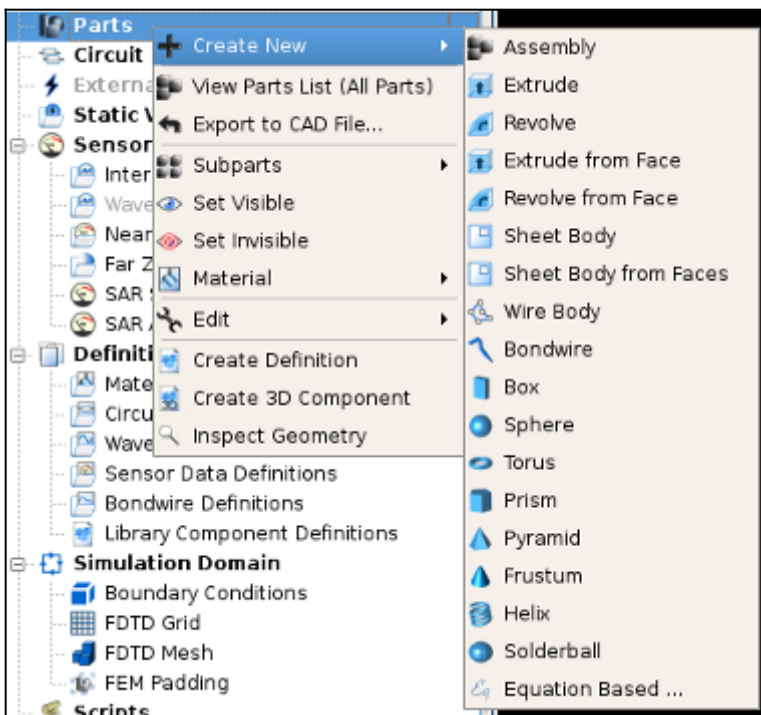 Parts
Circuit
Externa
Static V
Sensor
Inter
Wave
Near
Far Z
SAR S
SAR A
Definiti
Mate
Circu
Wave
Sensor Data Definitions
Bondwire Definitions
Library Component Definitions
Simulation Domain
Boundary Conditions
FDTD Grid
FDTD Mesh
FEM Padding
Scripts
Create New
View Parts List (All Parts)
Export to CAD File...
Subparts
Set Visible
Set Invisible
Material
Edit
Create Definition
Create 3D Component
Inspect Geometry
Assembly
Extrude
Revolve
Extrude from Face
Revolve from Face
Sheet Body
Sheet Body from Faces
Wire Body
Bondwire
Box
Sphere
Torus
Prism
Pyramid
Frustum
Helix
Solderball
Eq Equation Based ...